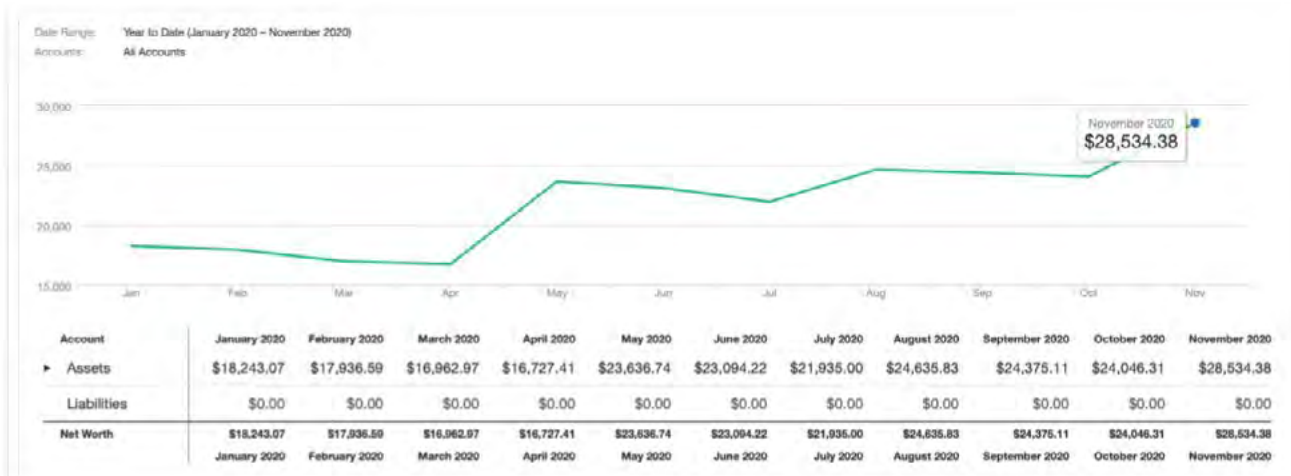 Date Range: Year to Date (January 2020 – November 2020)
Accounts: All Accounts
30,000
November 2020
$28,534.38
25,000
20,000
15,000
Jan Feb Mar Apr May Jun Jul Aug Sep Oct Nov
Account January 2020 February 2020 March 2020 April 2020 May 2020 June 2020 July 2020 August 2020 September 2020 October 2020 November 2020
Assets $18,243.07 $17,936.59 $16,962.97 $16,727.41 $23,636.74 $23,094.22 $21,935.00 $24,635.83 $24,375.11 $24,046.31 $28,534.38
Liabilities $0.00 $0.00 $0.00 $0.00 $0.00 $0.00 $0.00 $0.00 $0.00 $0.00 $0.00
Net Worth $18,243.07 $17,936.59 $16,962.97 $16,727.41 $23,636.74 $23,094.22 $21,935.00 $24,635.83 $24,375.11 $24,046.31 $28,534.38
January 2020 February 2020 March 2020 April 2020 May 2020 June 2020 July 2020 August 2020 September 2020 October 2020 November 2020